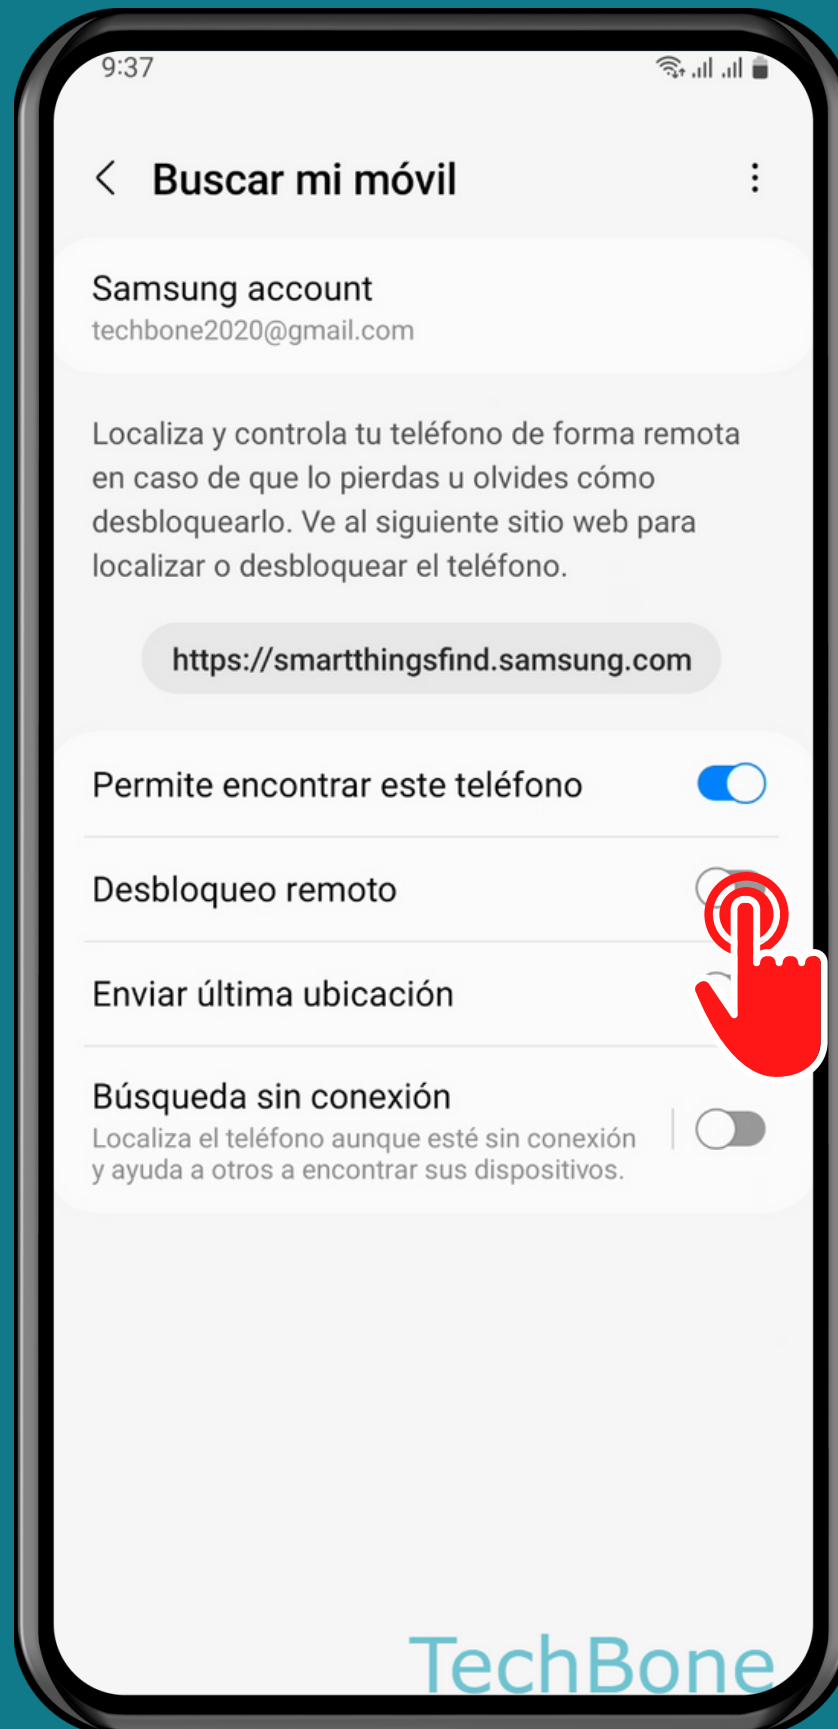 9:37
Buscar mi móvil
Samsung account
techbone2020@gmail.com
Localiza y controla tu teléfono de forma remota
en caso de que lo pierdas u olvides cómo
desbloquearlo. Ve al siguiente sitio web para
localizar o desbloquear el teléfono.
https://smartthingsfind.samsung.com
Permite encontrar este teléfono
Desbloqueo remoto
Enviar última ubicación
Búsqueda sin conexión
Localiza el teléfono aunque esté sin conexión
y ayuda a otros a encontrar sus dispositivos.
TechBone